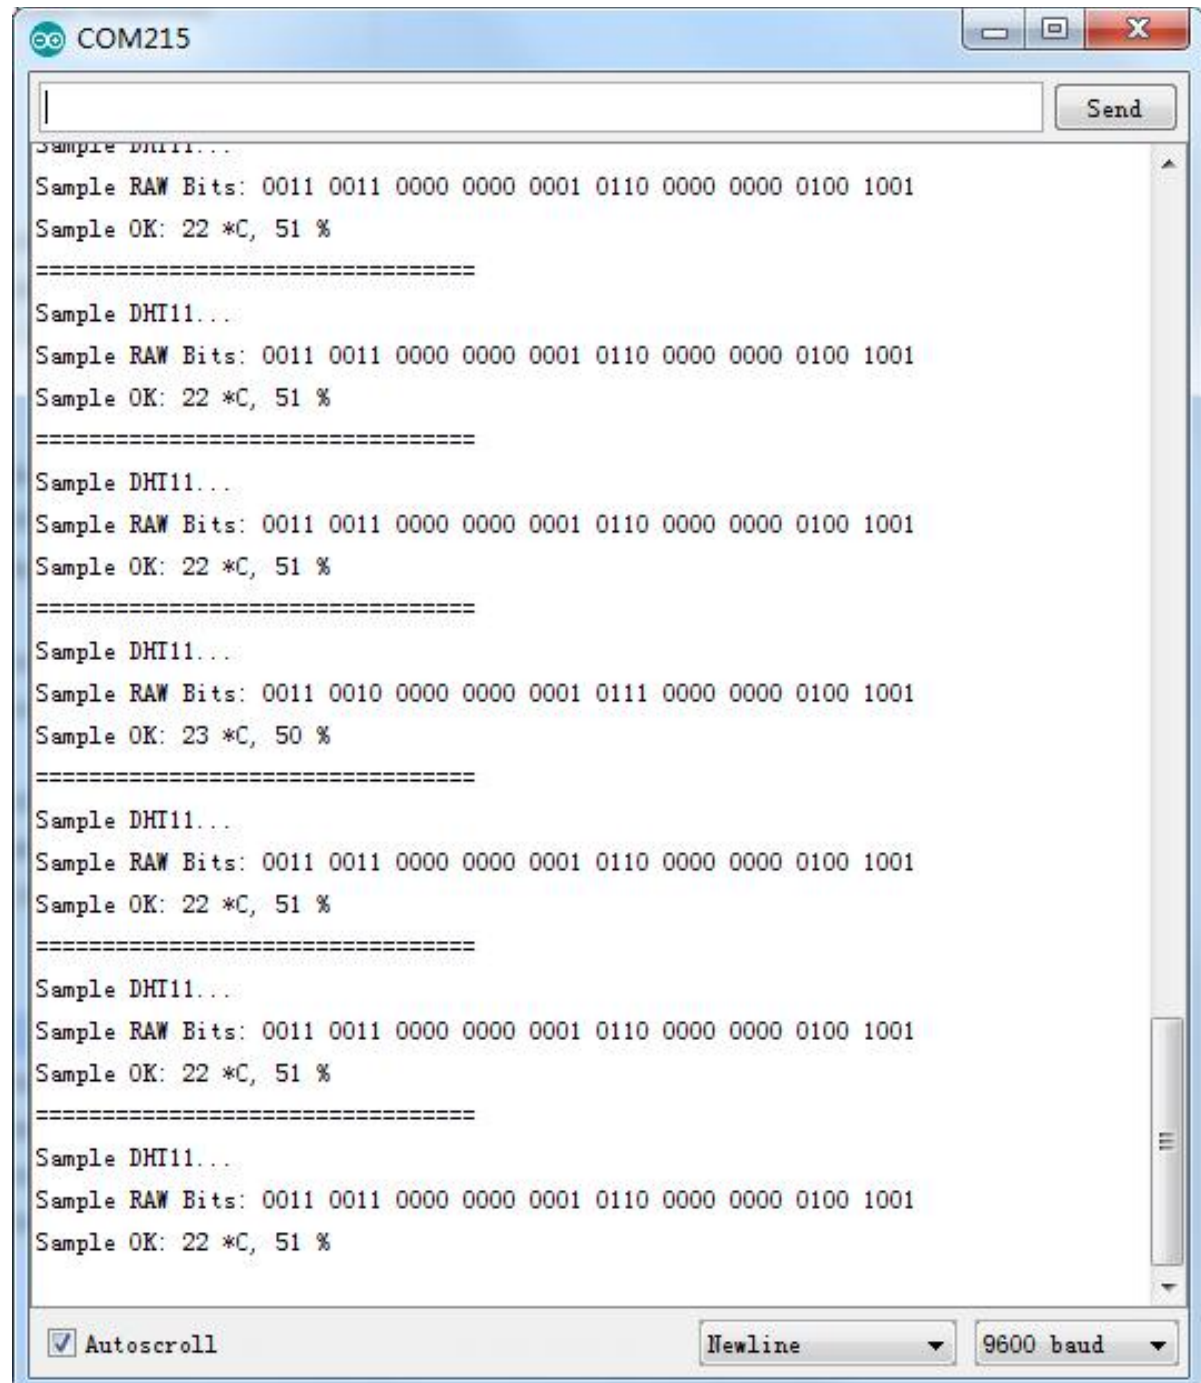 COM215
Send
Sample DHT11...
Sample RAW Bits: 0011 0011 0000 0000 0001 0110 0000 0000 0100 1001
Sample OK: 22 *C, 51 %
=================================
Sample DHT11...
Sample RAW Bits: 0011 0011 0000 0000 0001 0110 0000 0000 0100 1001
Sample OK: 22 *C, 51 %
=================================
Sample DHT11...
Sample RAW Bits: 0011 0011 0000 0000 0001 0110 0000 0000 0100 1001
Sample OK: 22 *C, 51 %
=================================
Sample DHT11...
Sample RAW Bits: 0011 0010 0000 0000 0001 0111 0000 0000 0100 1001
Sample OK: 23 *C, 50 %
=================================
Sample DHT11...
Sample RAW Bits: 0011 0011 0000 0000 0001 0110 0000 0000 0100 1001
Sample OK: 22 *C, 51 %
=================================
Sample DHT11...
Sample RAW Bits: 0011 0011 0000 0000 0001 0110 0000 0000 0100 1001
Sample OK: 22 *C, 51 %
=================================
Sample DHT11...
Sample RAW Bits: 0011 0011 0000 0000 0001 0110 0000 0000 0100 1001
Sample OK: 22 *C, 51 %
Autoscroll
Newline
9600 baud